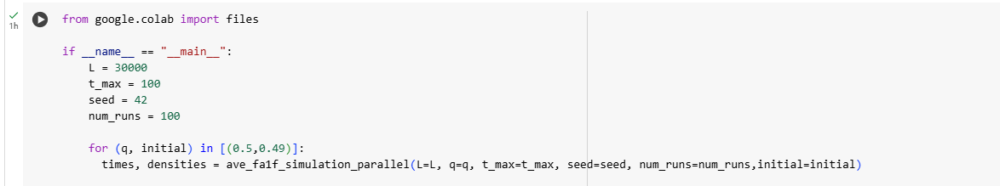 from google.colab import files
1h
if __name__ == "__main__":
L = 30000
t_max = 100
seed = 42
num_runs = 100
for (q, initial) in [(0.5,0.49)]:
times, densities = ave_fa1f_simulation_parallel(L=L, q=q, t_max=t_max, seed=seed, num_runs=num_runs,initial=initial)